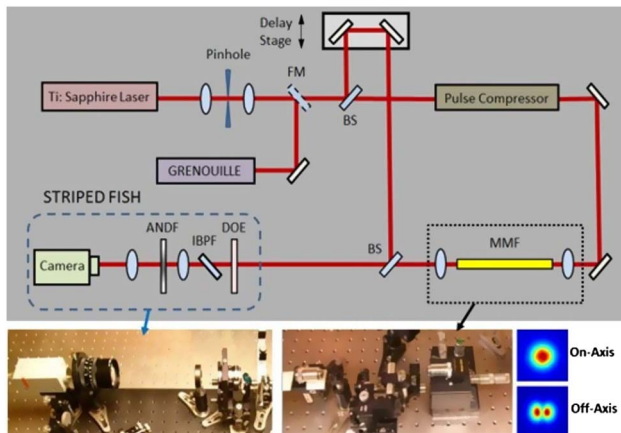 Delay
Stage
Pinhole
FM
Ti: Sapphire Laser
BS
Pulse Compressor
GRENOUILLE
STRIPED FISH
ANDF
IBPF
DOE
Camera
BS
MMF
On-Axis
Off-Axis